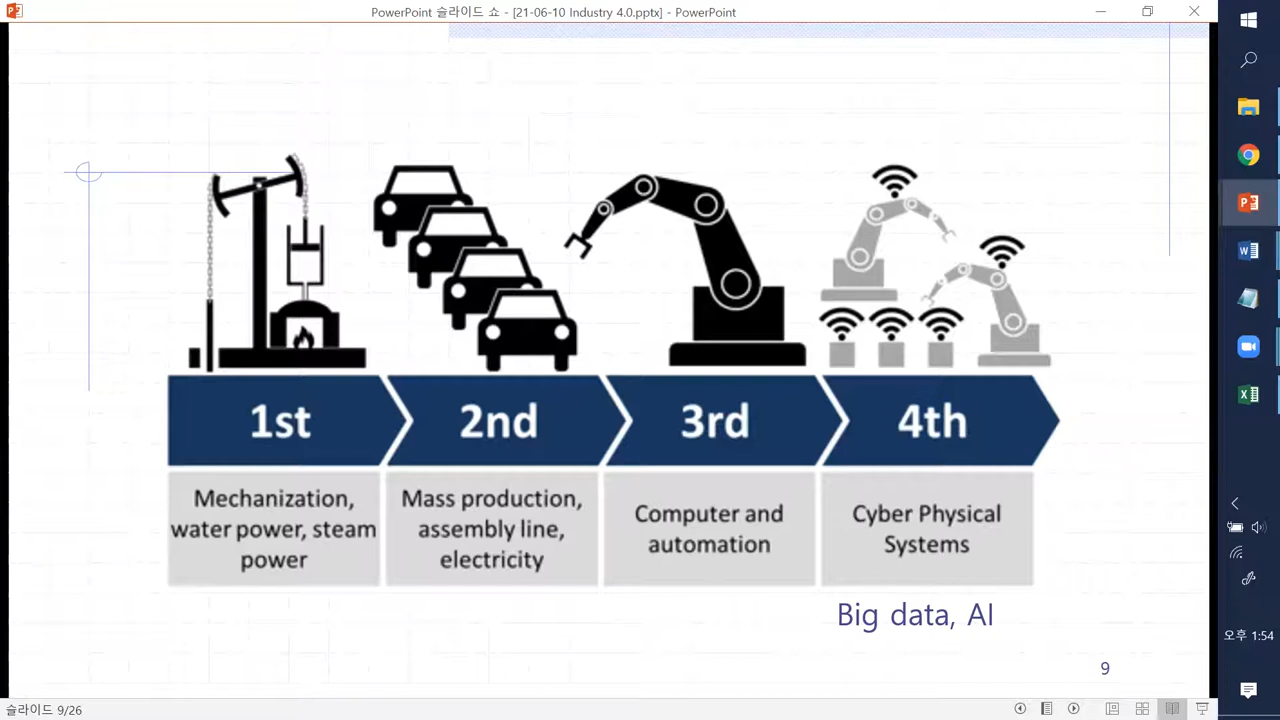 PowerPoint 슬라이드 쇼 - [21-06-10 Industry 4.0.pptx] - PowerPoint
1st
2nd
3rd
4th
Mechanization,
water power, steam
power
Mass production,
assembly line,
electricity
Computer and
automation
Cyber Physical
Systems
Big data, AI
9
오후 1:54
슬라이드 9/26